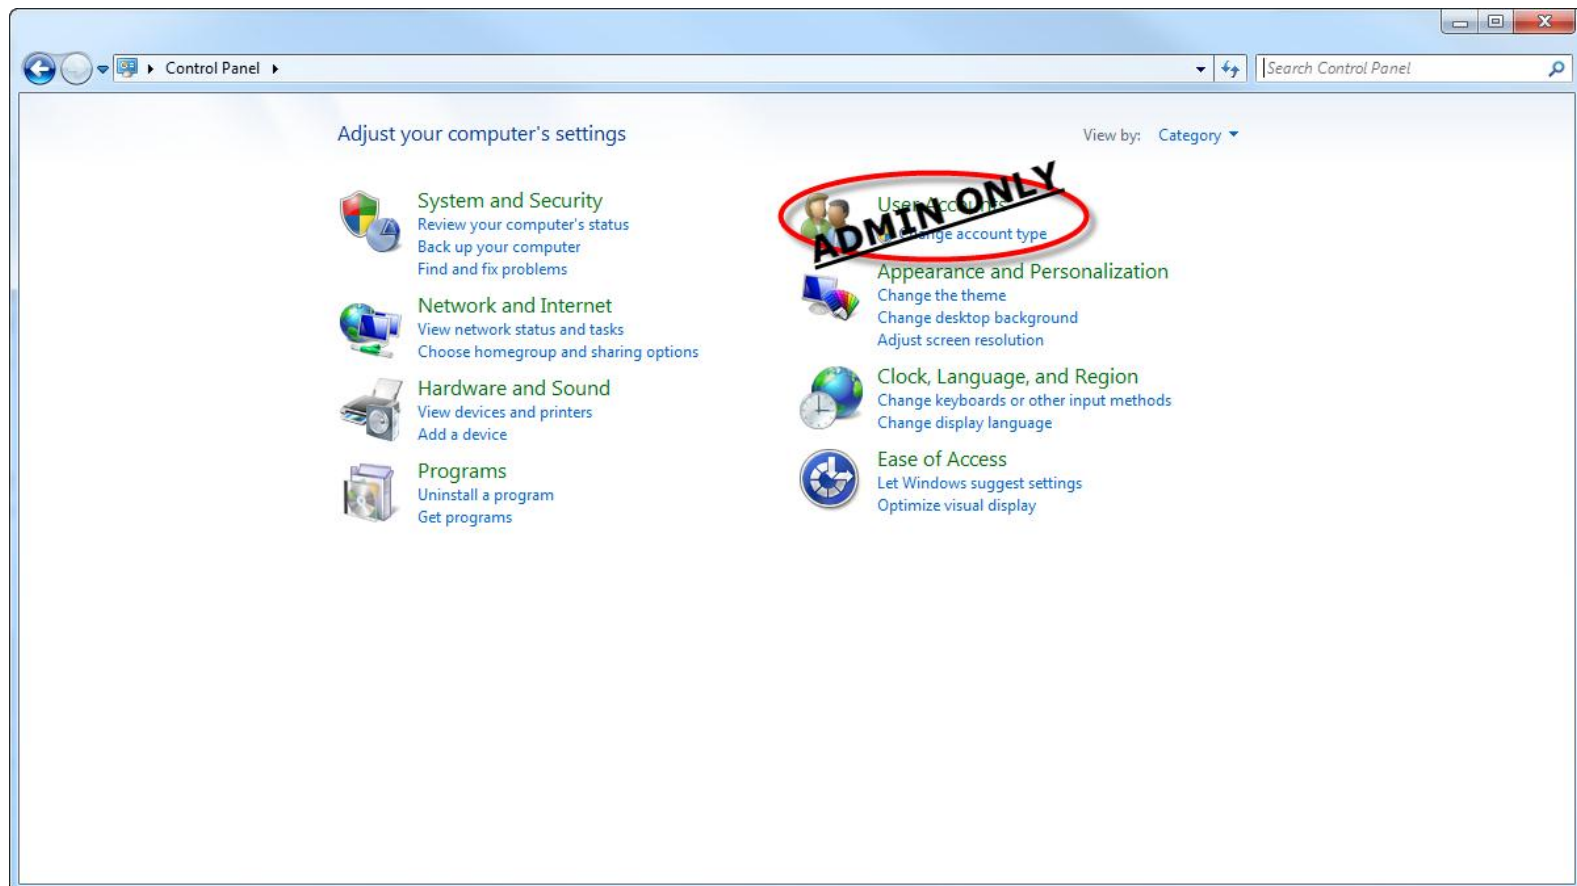 Control Panel
Search Control Panel
Adjust your computer's settings
View by: Category
System and Security
Review your computer's status
Back up your computer
Find and fix problems
Network and Internet
View network status and tasks
Choose homegroup and sharing options
Hardware and Sound
View devices and printers
Add a device
Programs
Uninstall a program
Get programs
User Accounts
Change account type
ADMIN ONLY
Appearance and Personalization
Change the theme
Change desktop background
Adjust screen resolution
Clock, Language, and Region
Change keyboards or other input methods
Change display language
Ease of Access
Let Windows suggest settings
Optimize visual display